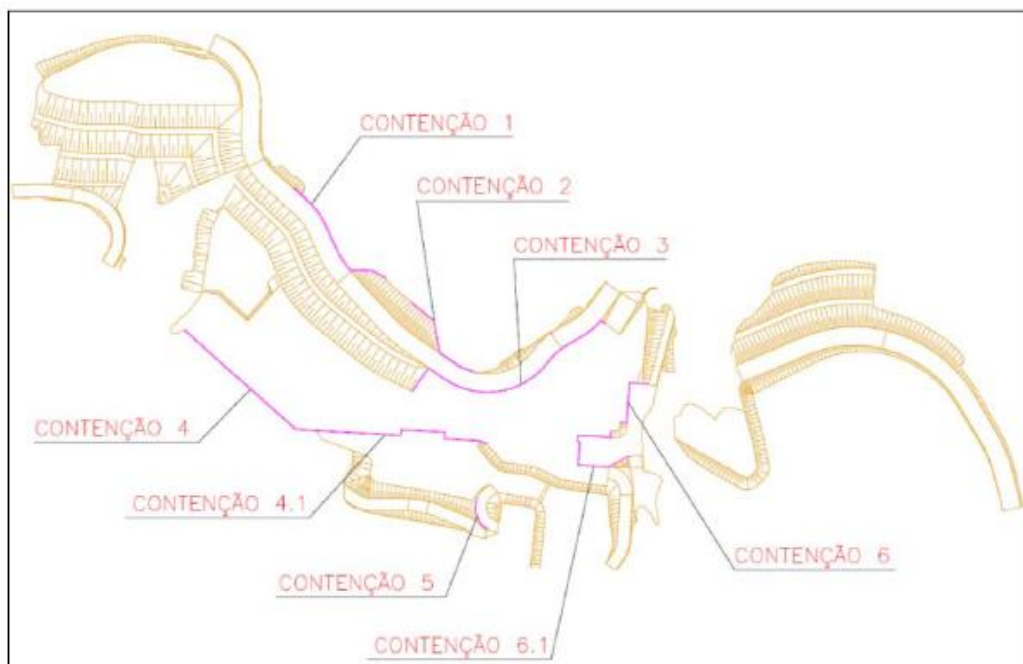 CONTENÇÃO 1
CONTENÇÃO 2
CONTENÇÃO 3
CONTENÇÃO 4
CONTENÇÃO 4.1
CONTENÇÃO 5
CONTENÇÃO 6
CONTENÇÃO 6.1